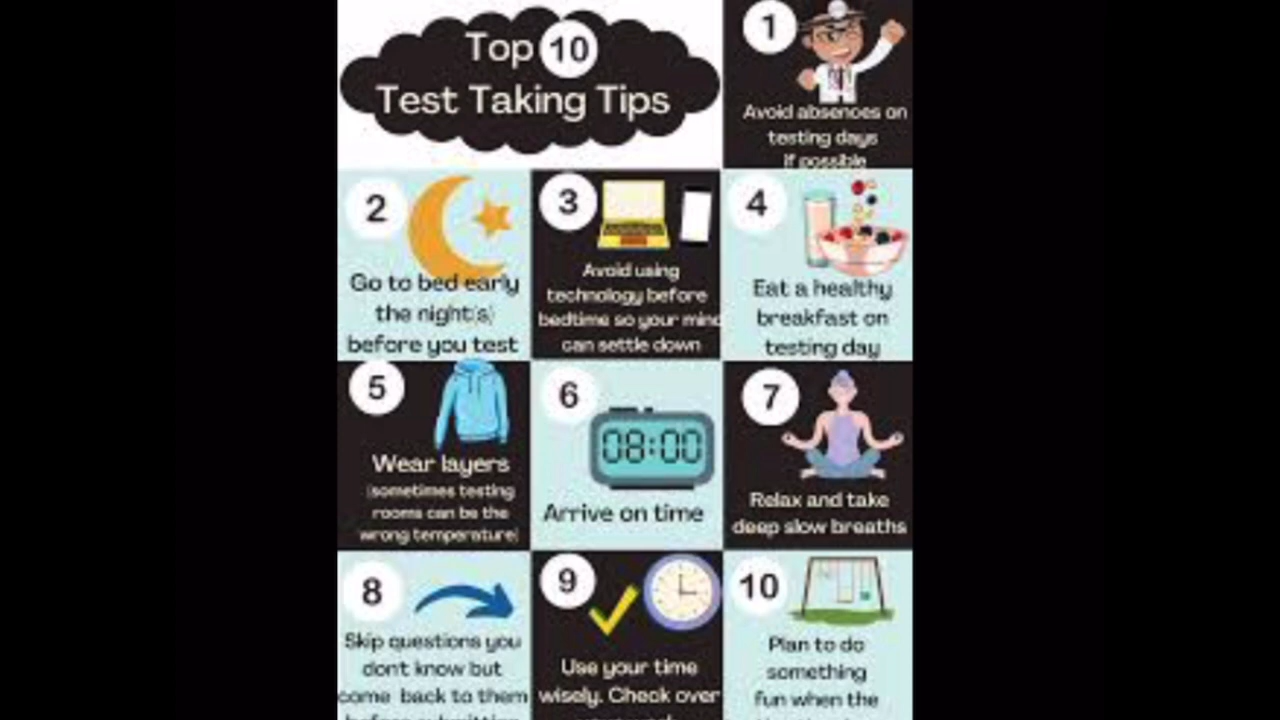 Top 10
Test Taking Tips
1
Avoid absences on
testing days
if possible
2
Go to bed early
the night(s)
before you test
3
Avoid using
technology before
bedtime so your mind
can settle down
4
Eat a healthy
breakfast on
testing day
5
Wear layers
(sometimes testing
rooms can be the
wrong temperature)
6
08:00
Arrive on time
7
Relax and take
deep slow breaths
8
Skip questions you
don't know but
come back to them
before submitting
9
Use your time
wisely. Check over
10
Plan to do
something
fun when the